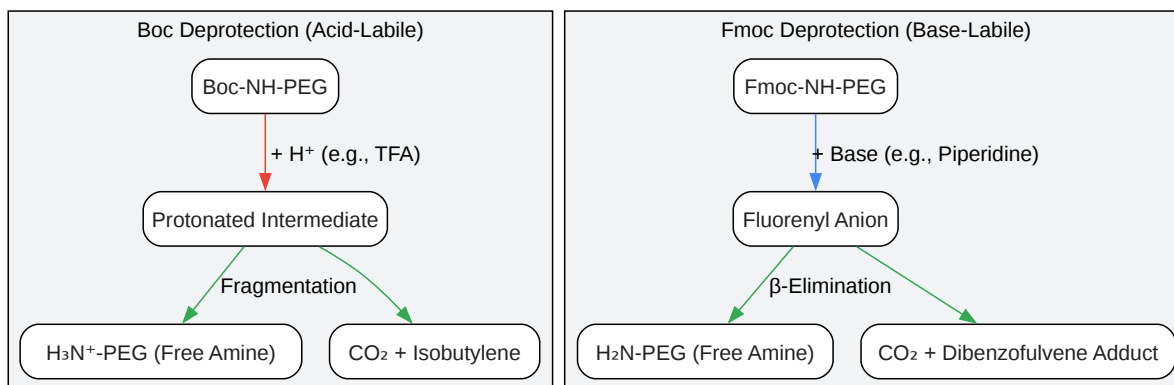 Boc Deprotection (Acid-Labile)
Boc-NH-PEG
+ H⁺ (e.g., TFA)
Protonated Intermediate
Fragmentation
H₃N⁺-PEG (Free Amine)
CO₂ + Isobutylene
Fmoc Deprotection (Base-Labile)
Fmoc-NH-PEG
+ Base (e.g., Piperidine)
Fluorenyl Anion
β-Elimination
H₂N-PEG (Free Amine)
CO₂ + Dibenzofulvene Adduct